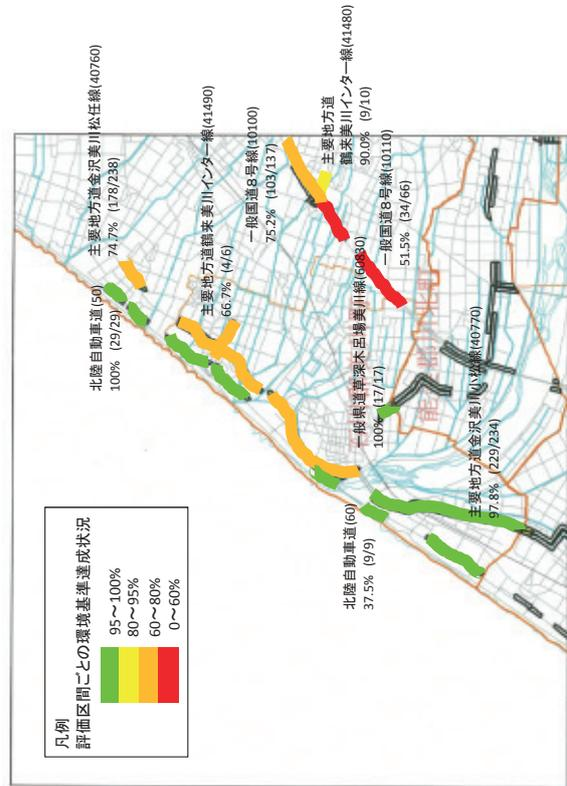 凡例
評価区間ごとの環境基準達成状況
95～100%
80～95%
60～80%
0～60%
主要地方道金沢美川松任線(40760)
74.7% (178/238)
北陸自動車道(50)
100% (29/29)
主要地方道鶴来美川インター線(41490)
66.7% (4/6)
一般国道8号線(10100)
75.2% (103/137)
主要地方道
鶴来美川インター線(41480)
90.0% (9/10)
一般国道8号線(10110)
51.5% (34/66)
一般県道草深木呂場美川線(60830)
100% (17/17)
主要地方道金沢美川小松線(40770)
97.8% (229/234)
北陸自動車道(60)
37.5% (9/9)